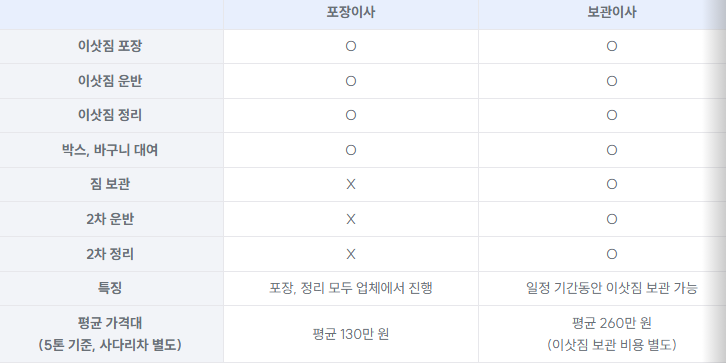 포장이사 보관이사
이삿짐 포장 O O
이삿짐 운반 O O
이삿짐 정리 O O
박스, 바구니 대여 O O
짐 보관 X O
2차 운반 X O
2차 정리 X O
특징 포장, 정리 모두 업체에서 진행 일정 기간동안 이삿짐 보관 가능
평균 가격대
(5톤 기준, 사다리차 별도)
평균 130만 원
평균 260만 원
(이삿짐 보관 비용 별도)